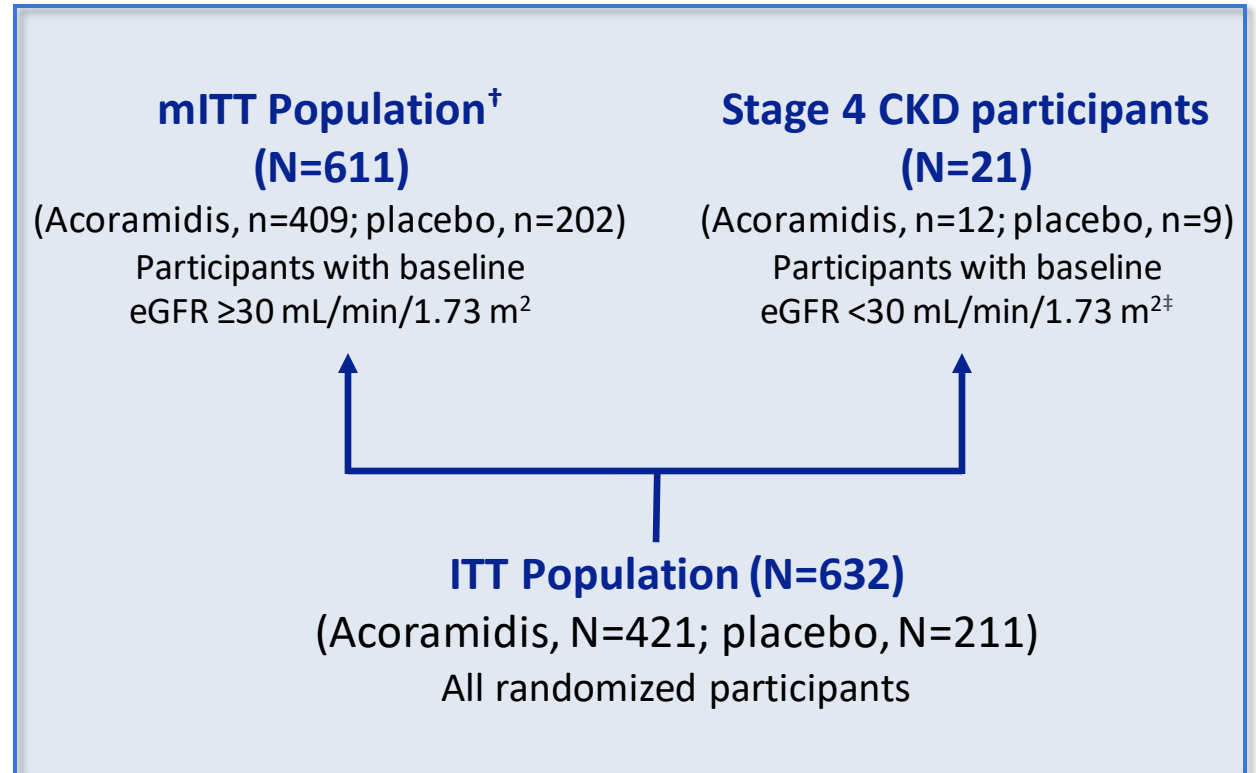 mITT Population†
(N=611)
(Acoramidis, n=409; placebo, n=202)
Participants with baseline
eGFR ≥30 mL/min/1.73 m²
Stage 4 CKD participants
(N=21)
(Acoramidis, n=12; placebo, n=9)
Participants with baseline
eGFR <30 mL/min/1.73 m²‡
ITT Population (N=632)
(Acoramidis, N=421; placebo, N=211)
All randomized participants